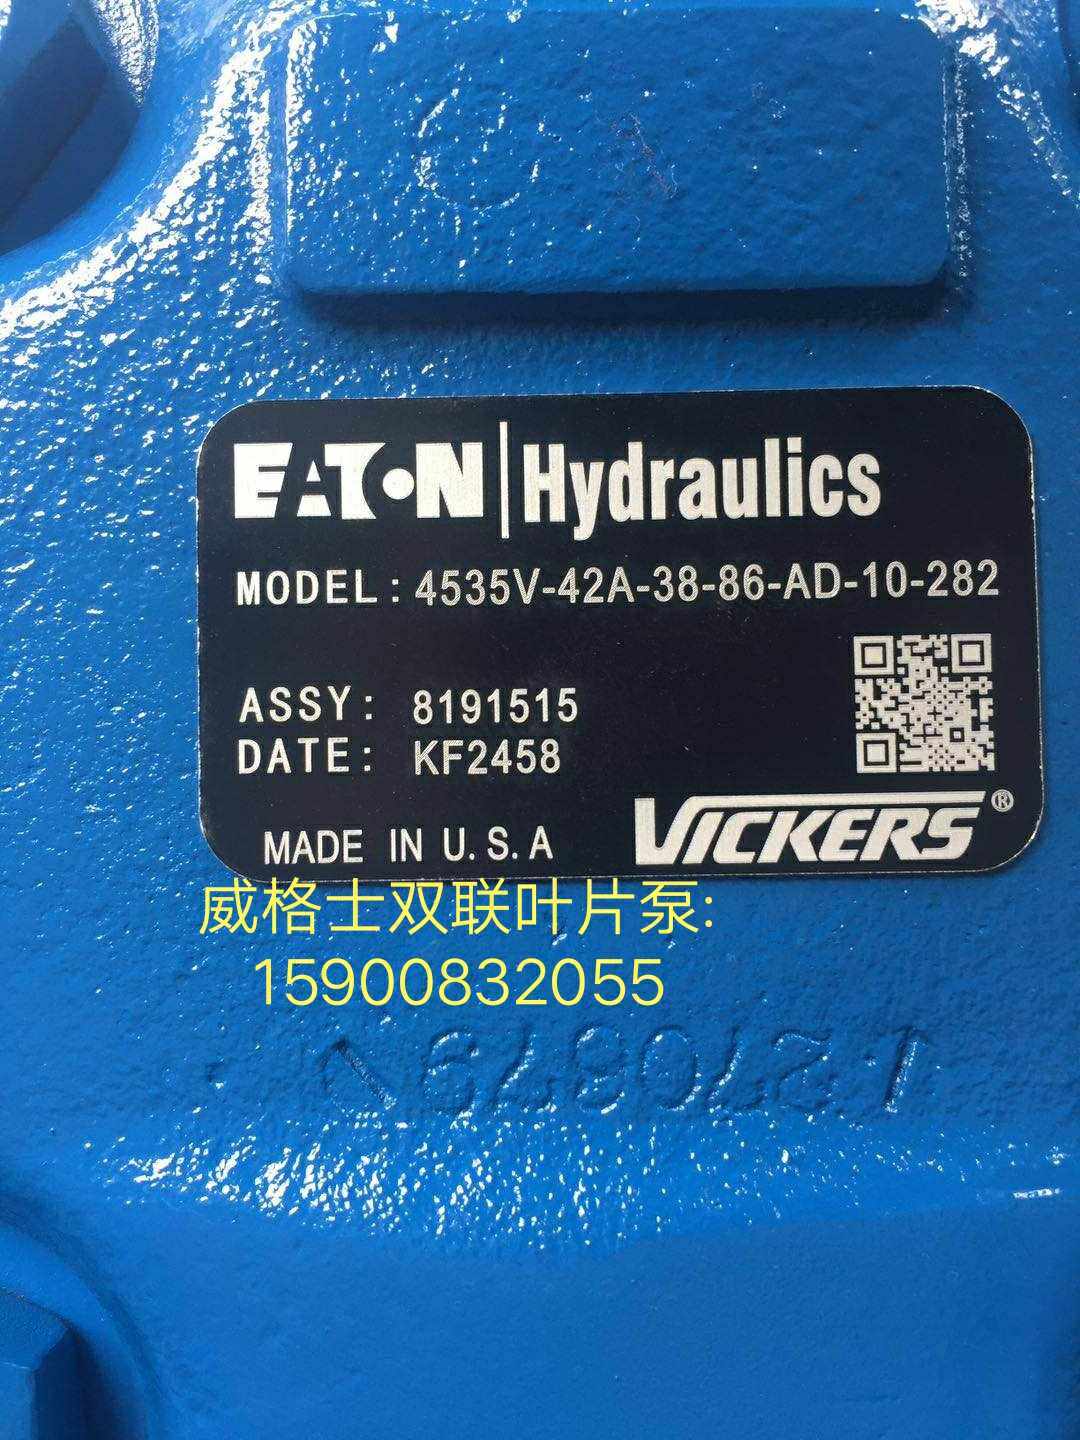 EATON Hydraulics
MODEL: 4535V-42A-38-86-AD-10-282
ASSY: 8191515
DATE: KF2458
MADE IN U.S.A
VICKERS®
威格士双联叶片泵:
15900832055